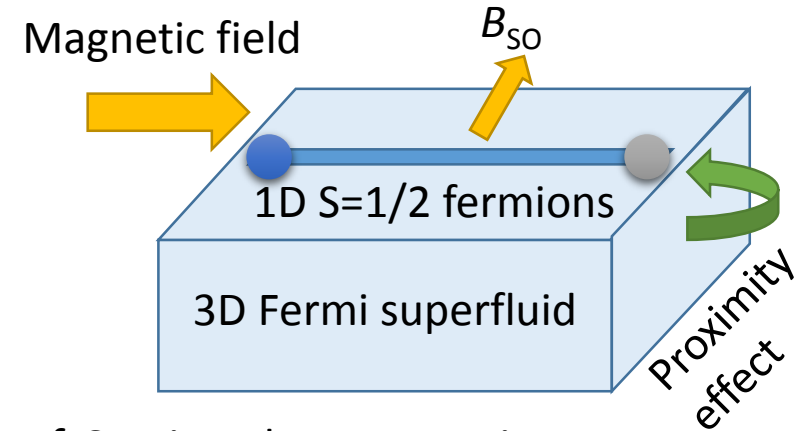 Magnetic field
B_SO
1D S=1/2 fermions
3D Fermi superfluid
Proximity
effect